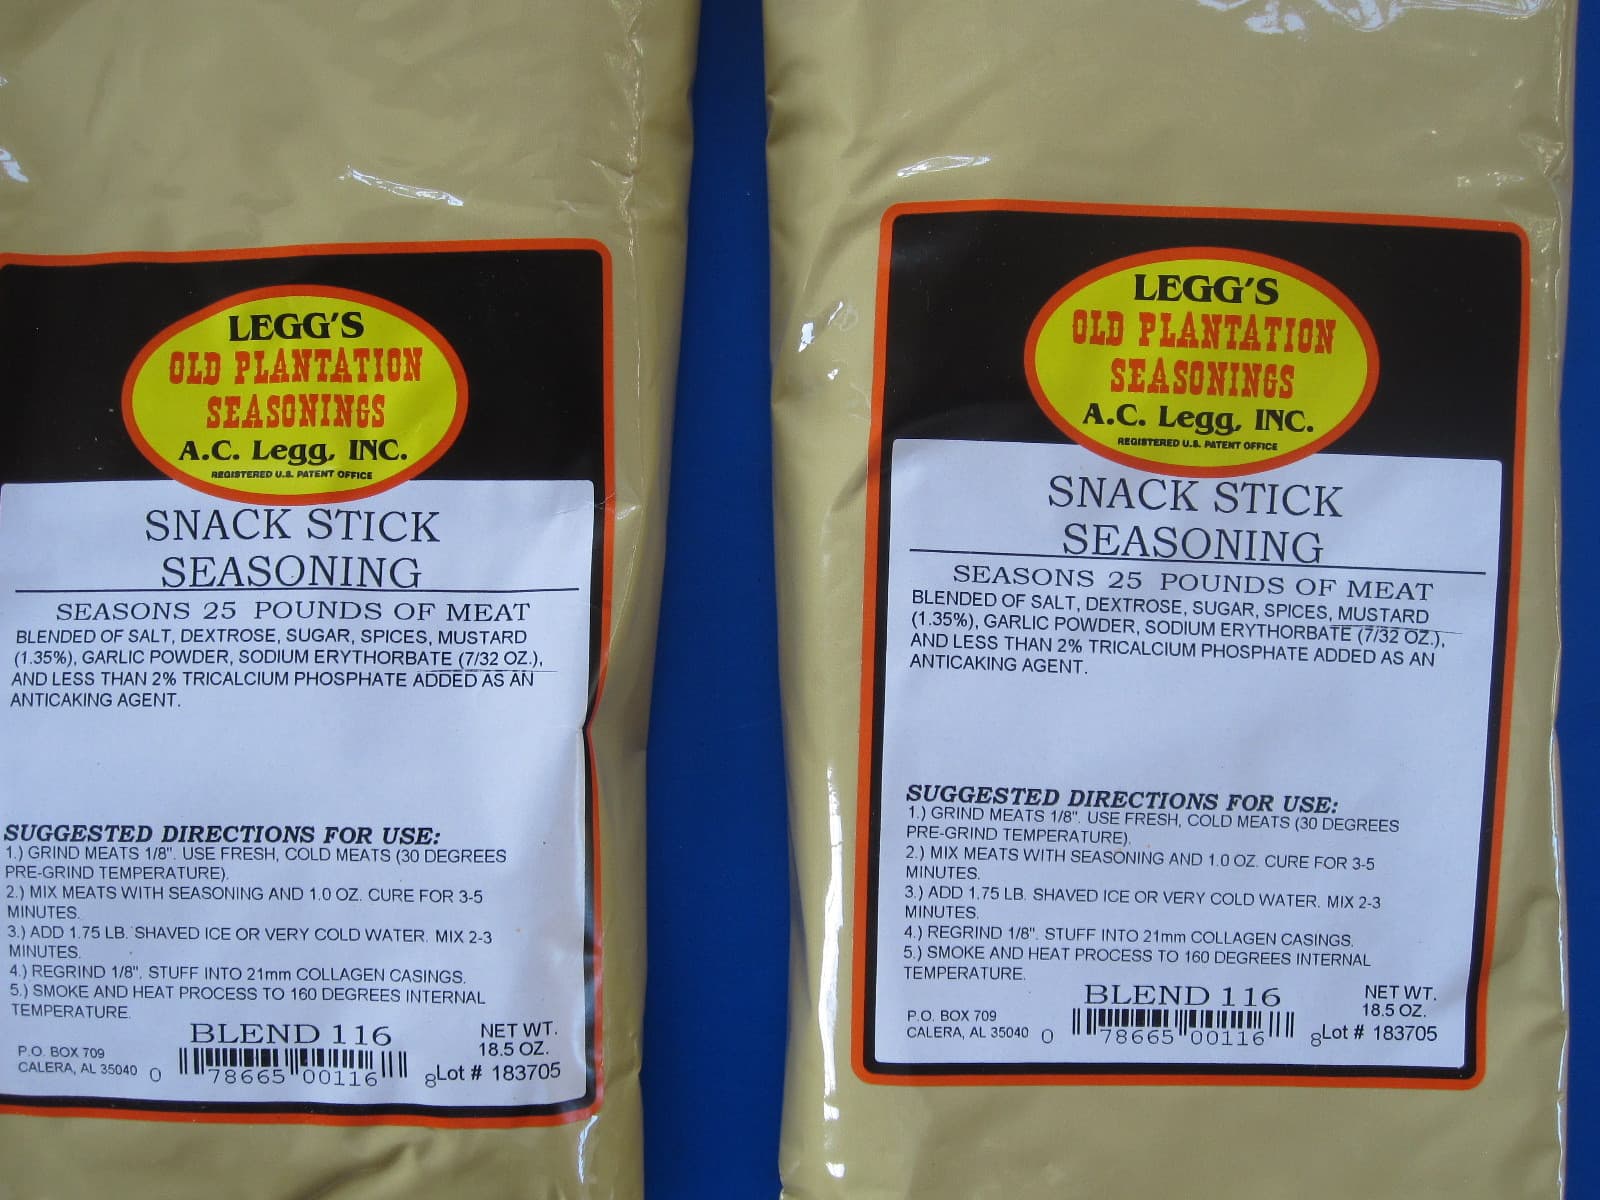 LEGG'S
OLD PLANTATION
SEASONINGS
A.C. Legg, INC.
REGISTERED U.S. PATENT OFFICE
SNACK STICK
SEASONING
SEASONS 25 POUNDS OF MEAT
BLENDED OF SALT, DEXTROSE, SUGAR, SPICES, MUSTARD
(1.35%), GARLIC POWDER, SODIUM ERYTHORBATE (7/32 OZ.),
AND LESS THAN 2% TRICALCIUM PHOSPHATE ADDED AS AN
ANTICAKING AGENT.
SUGGESTED DIRECTIONS FOR USE:
1.) GRIND MEATS 1/8". USE FRESH, COLD MEATS (30 DEGREES
PRE-GRIND TEMPERATURE).
2.) MIX MEATS WITH SEASONING AND 1.0 OZ. CURE FOR 3-5
MINUTES.
3.) ADD 1.75 LB. SHAVED ICE OR VERY COLD WATER. MIX 2-3
MINUTES.
4.) REGRIND 1/8". STUFF INTO 21mm COLLAGEN CASINGS.
5.) SMOKE AND HEAT PROCESS TO 160 DEGREES INTERNAL
TEMPERATURE.
BLEND 116
NET WT.
18.5 OZ.
P.O. BOX 709
CALERA, AL 35040
0 78665 00116 8
Lot # 183705
LEGG'S
OLD PLANTATION
SEASONINGS
A.C. Legg, INC.
REGISTERED U.S. PATENT OFFICE
SNACK STICK
SEASONING
SEASONS 25 POUNDS OF MEAT
BLENDED OF SALT, DEXTROSE, SUGAR, SPICES, MUSTARD
(1.35%), GARLIC POWDER, SODIUM ERYTHORBATE (7/32 OZ.),
AND LESS THAN 2% TRICALCIUM PHOSPHATE ADDED AS AN
ANTICAKING AGENT.
SUGGESTED DIRECTIONS FOR USE:
1.) GRIND MEATS 1/8". USE FRESH, COLD MEATS (30 DEGREES
PRE-GRIND TEMPERATURE).
2.) MIX MEATS WITH SEASONING AND 1.0 OZ. CURE FOR 3-5
MINUTES.
3.) ADD 1.75 LB. SHAVED ICE OR VERY COLD WATER. MIX 2-3
MINUTES.
4.) REGRIND 1/8". STUFF INTO 21mm COLLAGEN CASINGS.
5.) SMOKE AND HEAT PROCESS TO 160 DEGREES INTERNAL
TEMPERATURE.
BLEND 116
NET WT.
18.5 OZ.
P.O. BOX 709
CALERA, AL 35040
0 78665 00116 8
Lot # 183705